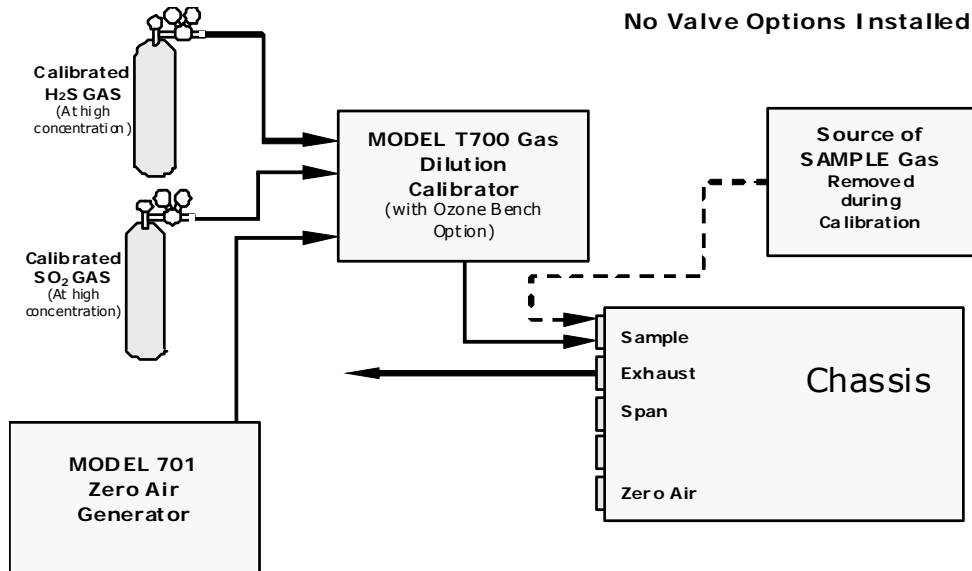 No Valve Options Installed
Calibrated
H2S GAS
(At high
concentration)
MODEL T700 Gas
Dilution
Calibrator
(with Ozone Bench
Option)
Source of
SAMPLE Gas
Removed
during
Calibration
Calibrated
SO2 GAS
(At high
concentration)
Sample
Exhaust
Span
Zero Air
Chassis
MODEL 701
Zero Air
Generator